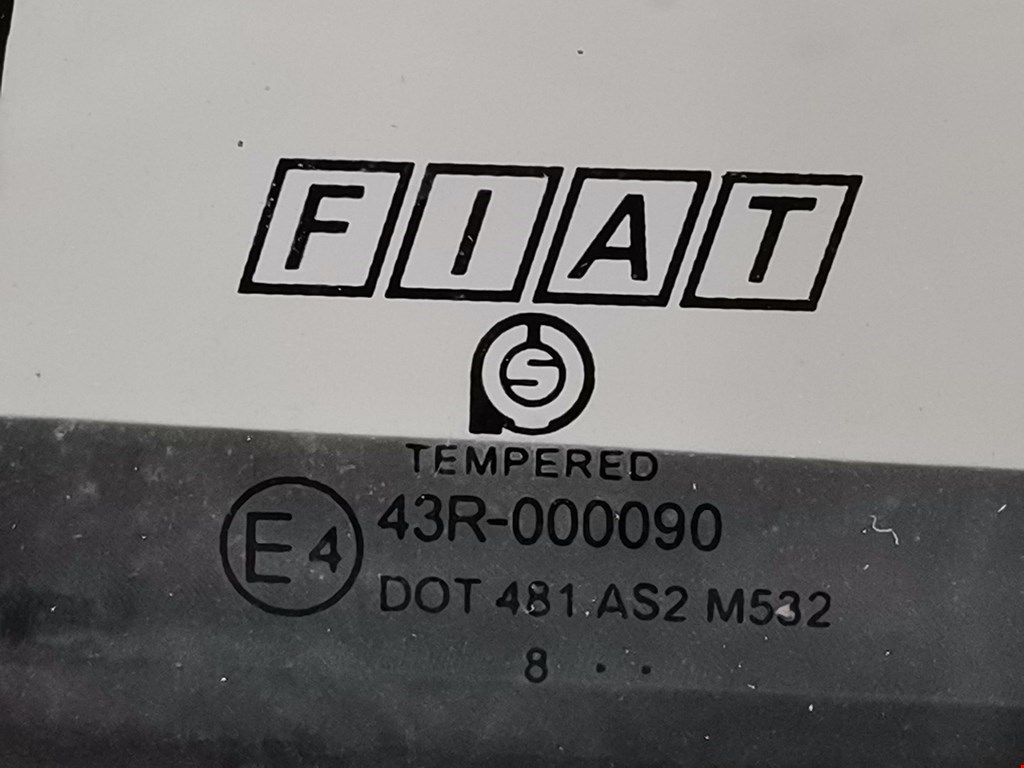 FIAT
S
TEMPERED
E4 43R-000090
DOT 481 AS2 M532
8 . .